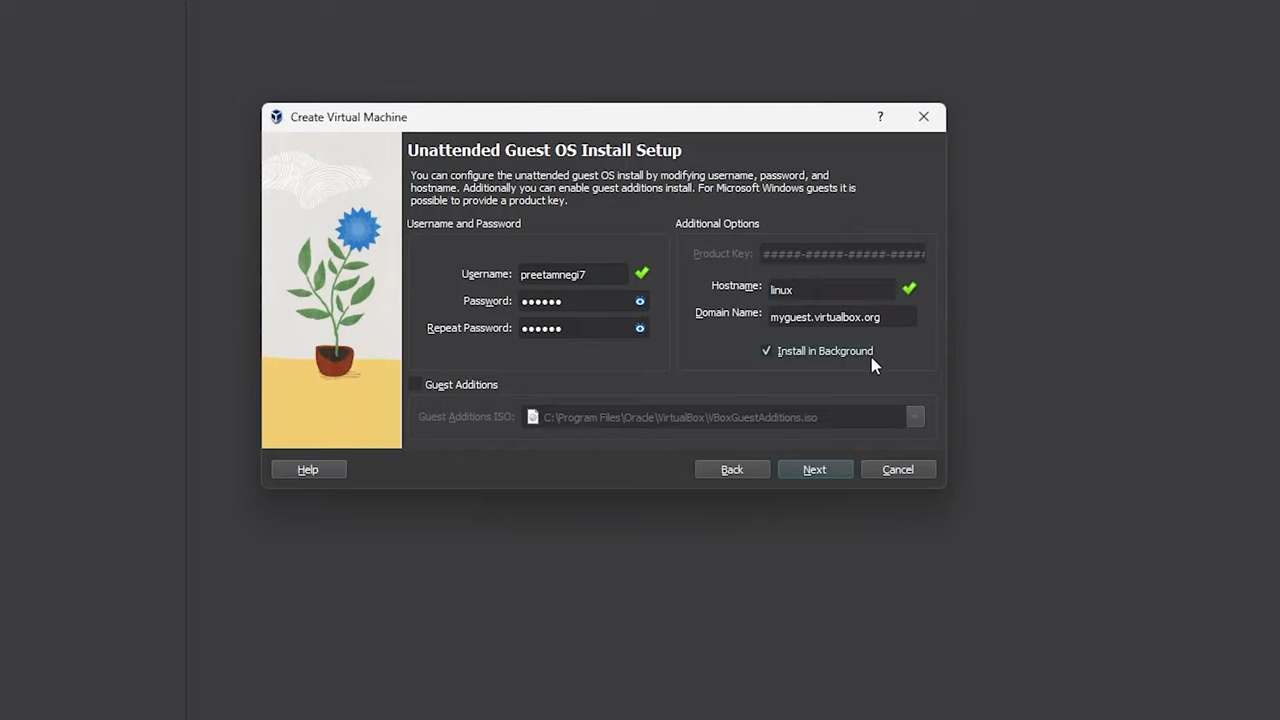 Create Virtual Machine
?
Unattended Guest OS Install Setup
You can configure the unattended guest OS install by modifying username, password, and
hostname. Additionally you can enable guest additions install. For Microsoft Windows guests it is
possible to provide a product key.
Username and Password
Username: preetamnegi7
Password: ••••••
Repeat Password: ••••••
Additional Options
Product Key: #####-#####-#####-#####-#####
Hostname: linux
Domain Name: myguest.virtualbox.org
Install in Background
Guest Additions
Guest Additions ISO: C:\Program Files\Oracle\VirtualBox\VBoxGuestAdditions.iso
Help
Back
Next
Cancel